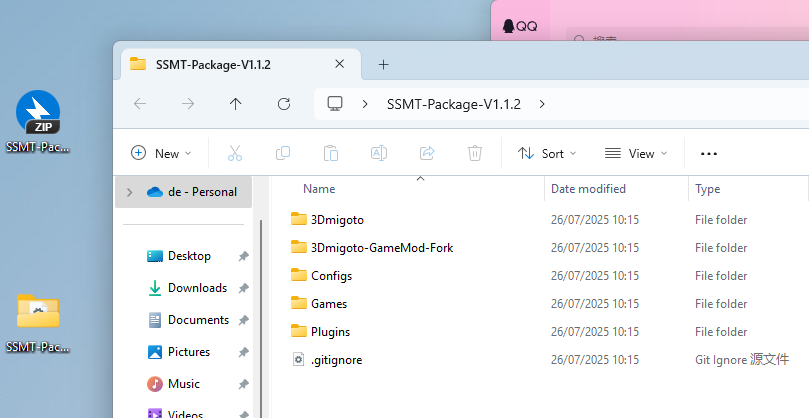 QQ
搜索
SSMT-Package-V1.1.2
SSMT-Package-V1.1.2
New
Sort
View
ZIP
SSMT-Pac...
de - Personal
Name Date modified Type
3Dmigoto 26/07/2025 10:15 File folder
3Dmigoto-GameMod-Fork 26/07/2025 10:15 File folder
Configs 26/07/2025 10:15 File folder
Games 26/07/2025 10:15 File folder
Plugins 26/07/2025 10:15 File folder
.gitignore 26/07/2025 10:15 Git Ignore 源文件
Desktop
Downloads
Documents
Pictures
Music
Videos
SSMT-Pac...